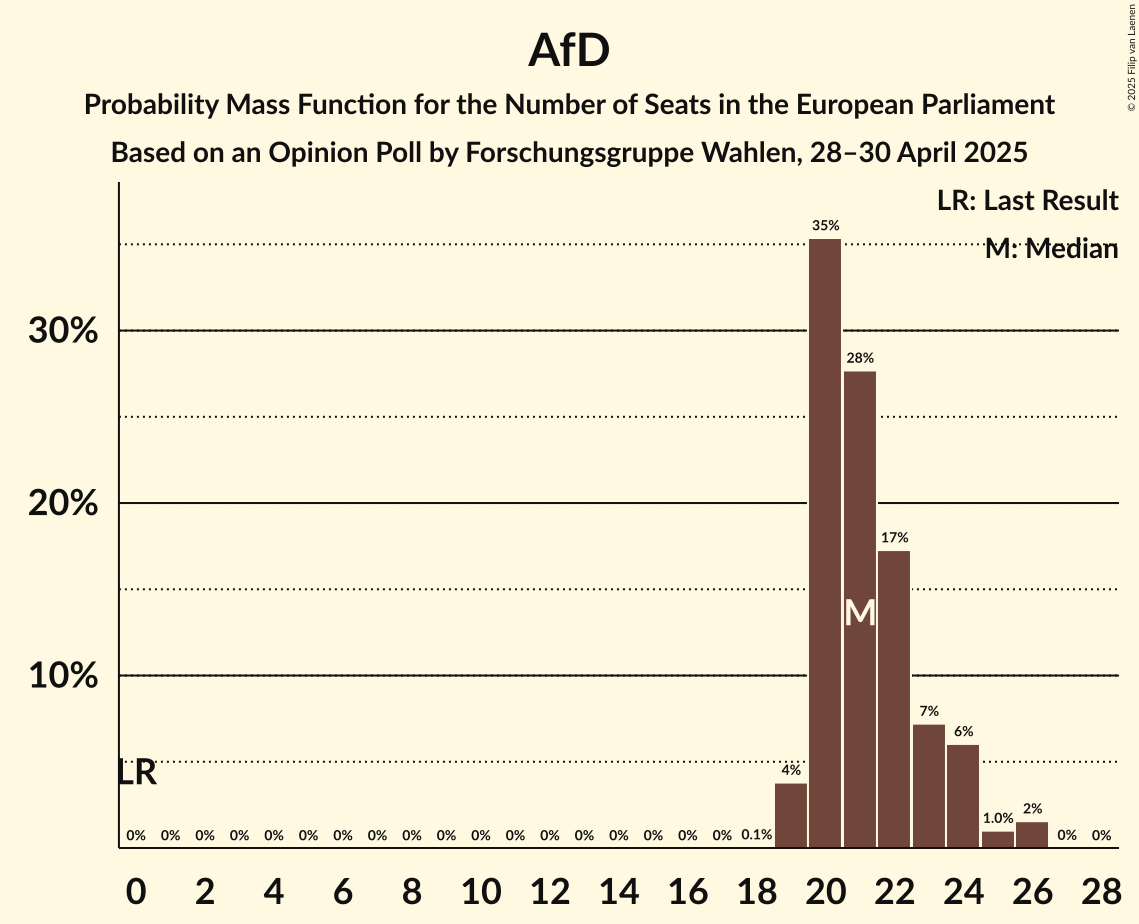 AfD
Probability Mass Function for the Number of Seats in the European Parliament
Based on an Opinion Poll by Forschungsgruppe Wahlen, 28–30 April 2025
© 2025 Filip van Laenen
LR: Last Result
M: Median
35%
30%
28%
20%
17%
M
10%
7%
6%
LR
4%
0% 0% 0% 0% 0% 0% 0% 0% 0% 0% 0% 0% 0% 0% 0% 0% 0% 0% 0.1% 1.0% 2% 0% 0%
0 2 4 6 8 10 12 14 16 18 20 22 24 26 28